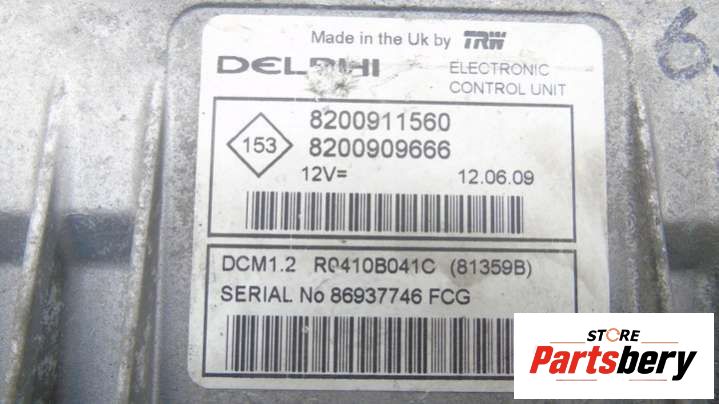 Made in the Uk by TRW
DELPHI
ELECTRONIC
CONTROL UNIT
153
8200911560
8200909666
12V=
12.06.09
DCM1.2 R0410B041C (81359B)
SERIAL No 86937746 FCG
STORE
Partsbery